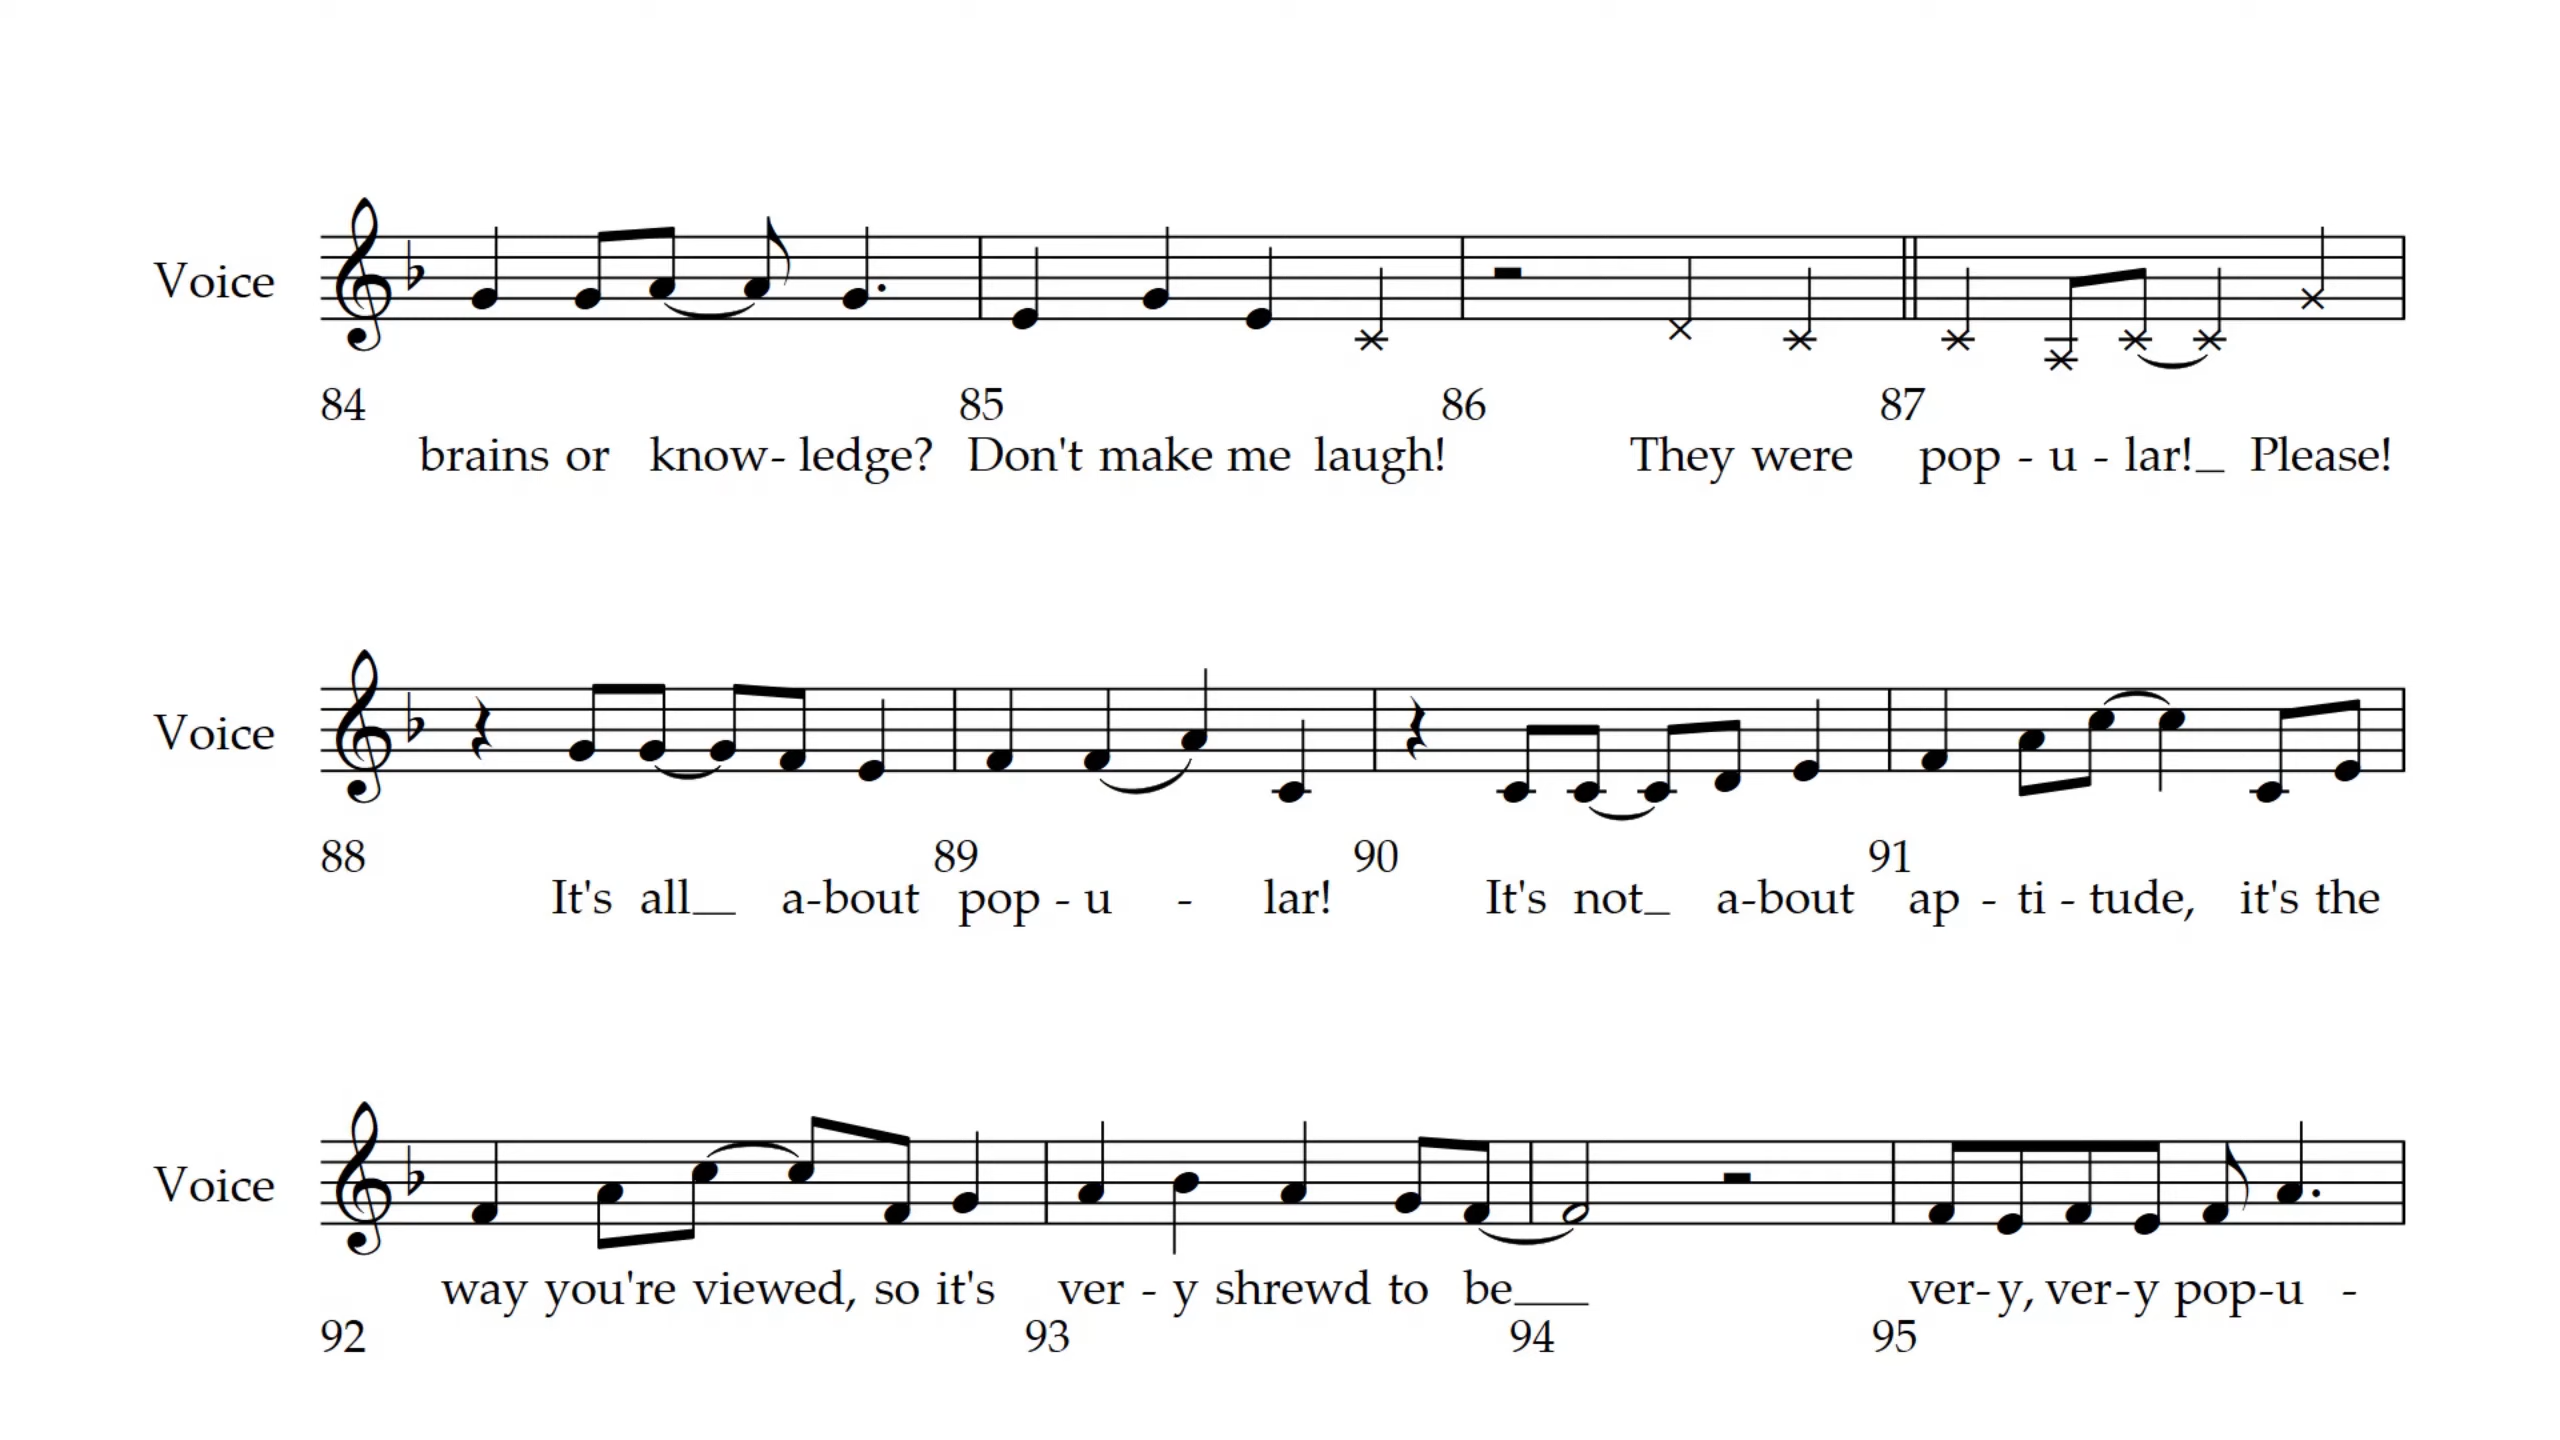 Voice
84 85 86 87
brains or know- ledge? Don't make me laugh! They were pop - u - lar!_ Please!
Voice
88 89 90 91
It's all__ a-bout pop - u - lar! It's not_ a-bout ap - ti - tude, it's the
Voice
way you're viewed, so it's ver - y shrewd to be___ ver-y, ver-y pop-u -
92 93 94 95